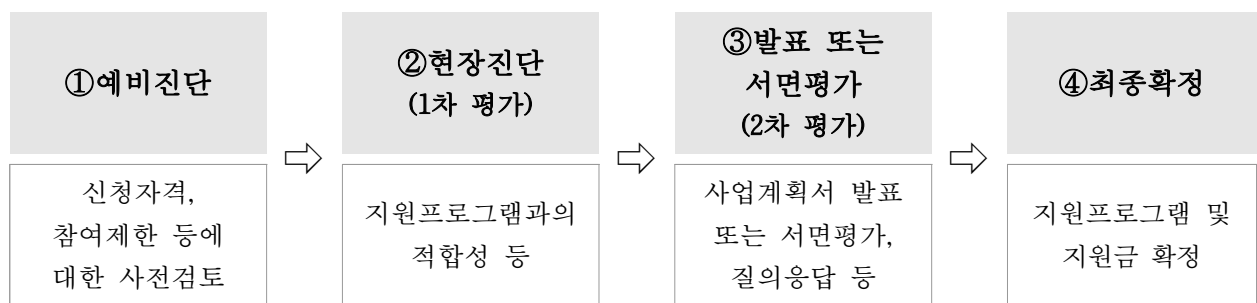 ①예비진단
②현장진단
(1차 평가)
③발표 또는
서면평가
(2차 평가)
④최종확정
신청자격,
참여제한 등에
대한 사전검토
지원프로그램과의
적합성 등
사업계획서 발표
또는 서면평가,
질의응답 등
지원프로그램 및
지원금 확정